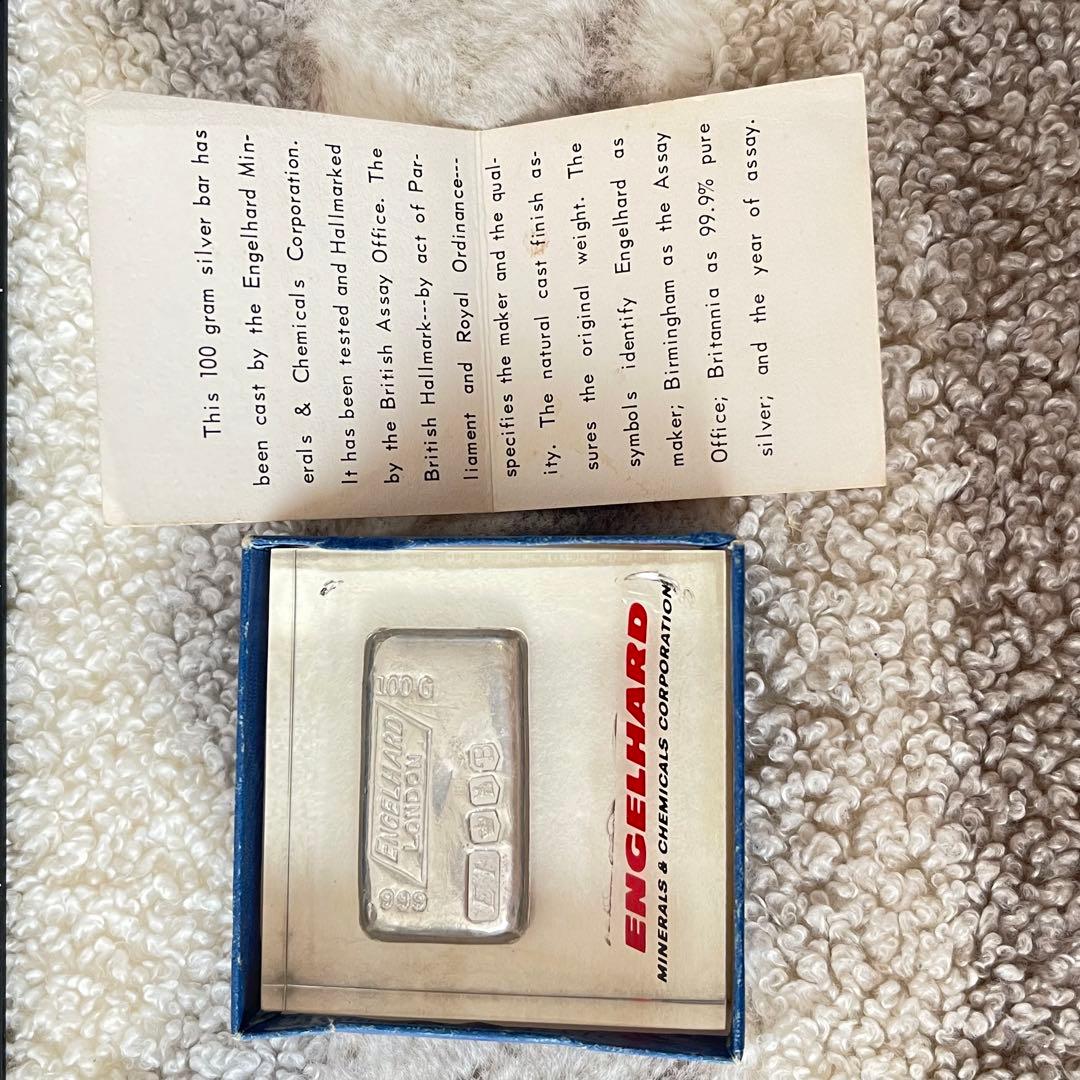 This 100 gram silver bar has
been cast by the Engelhard Min-
erals & Chemicals Corporation.
It has been tested and Hallmarked
by the British Assay Office. The
British Hallmark---by act of Par-
liament and Royal Ordinance---
specifies the maker and the qual-
ity. The natural cast finish as-
sures the original weight. The
symbols identify Engelhard as
maker; Birmingham as the Assay
Office; Britannia as 99.9% pure
silver; and the year of assay.
999 ENGELHARD 100G
LONDON
ENGELHARD
MINERALS & CHEMICALS CORPORATION